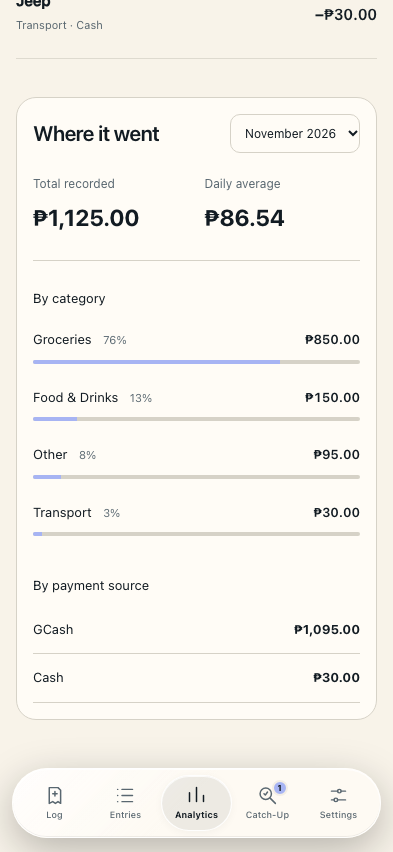 Jeep
−₱30.00
Transport · Cash
Where it went
November 2026
Total recorded
Daily average
₱1,125.00
₱86.54
By category
Groceries 76% ₱850.00
Food & Drinks 13% ₱150.00
Other 8% ₱95.00
Transport 3% ₱30.00
By payment source
GCash ₱1,095.00
Cash ₱30.00
1
Log Entries Analytics Catch-Up Settings